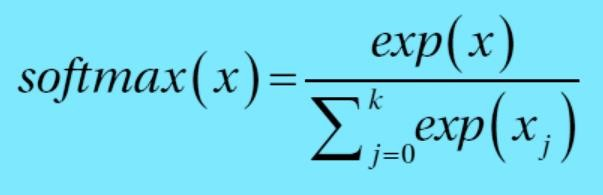 softmax(x) = exp(x) / ∑_{j=0}^{k} exp(x_j)